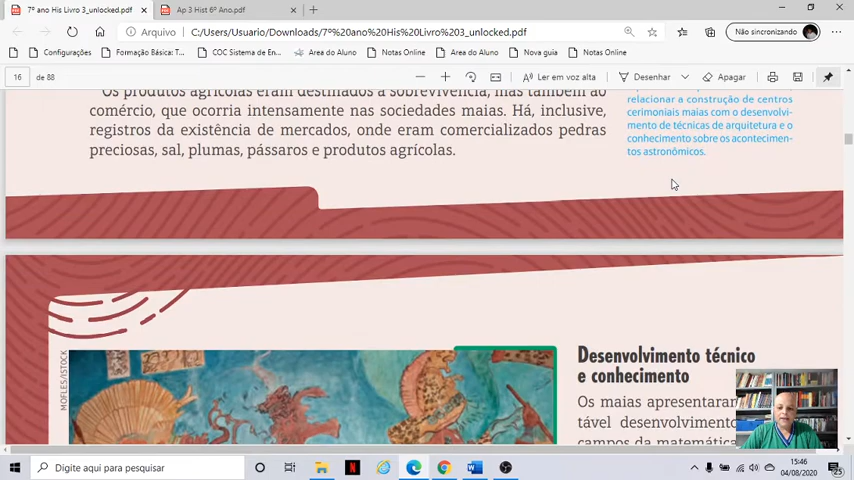 7º ano His Livro 3_unlocked.pdf
Ap 3 Hist 6º Ano.pdf
Arquivo
C:/Users/Usuario/Downloads/7º%20ano%20His%20Livro%203_unlocked.pdf
Não sincronizando
Configurações
Formação Básica: T...
COC Sistema de En...
Area do Aluno
Notas Online
Area do Aluno
Nova guia
Notas Online
16 de 88
Ler em voz alta
Desenhar
Apagar
Os produtos agrícolas eram destinados à sobrevivência, mas também ao
comércio, que ocorria intensamente nas sociedades maias. Há, inclusive,
registros da existência de mercados, onde eram comercializados pedras
preciosas, sal, plumas, pássaros e produtos agrícolas.
relacionar a construção de centros
cerimoniais maias com o desenvolvi-
mento de técnicas de arquitetura e o
conhecimento sobre os acontecimen-
tos astronômicos.
MOFLES/ISTOCK
Desenvolvimento técnico
e conhecimento
Os maias apresentaram
tável desenvolvimento
campos da matemática
Digite aqui para pesquisar
15:46
04/08/2020
25